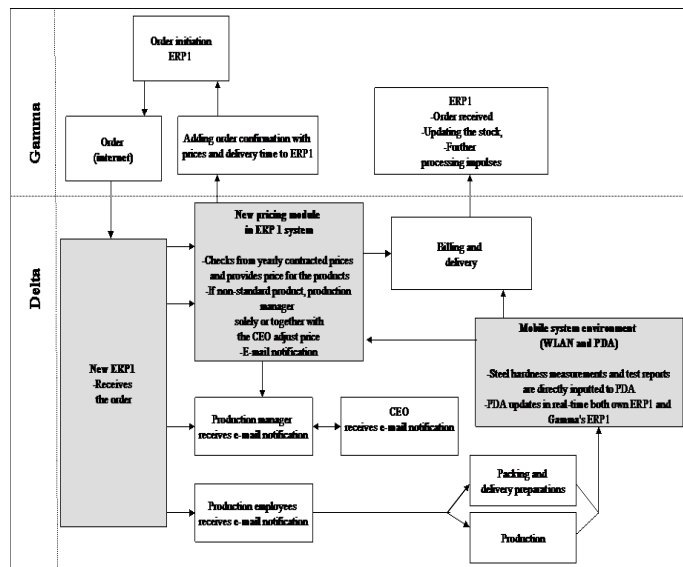 Gamma
Order initiation
ERP1
Order
(internet)
Adding order confirmation with
prices and delivery time to ERP1
ERP1
-Order received
-Updating the stock,
-Further
processing impulses
Delta
New ERP1
-Receives
the order
New pricing module
in ERP 1 system
-Checks from yearly contracted prices
and provides price for the products
-If non-standard product, production
manager
solely or together with
the CEO adjust price
-E-mail notification
Billing and
delivery
Mobile system environment
(WLAN and PDA)
-Steel hardness measurements and test reports
are directly inputted to PDA
-PDA updates in real-time both own ERP1 and
Gamma's ERP1
Production manager
receives e-mail notification
CEO
receives e-mail notification
Production employees
receives e-mail notification
Packing and
delivery preparations
Production